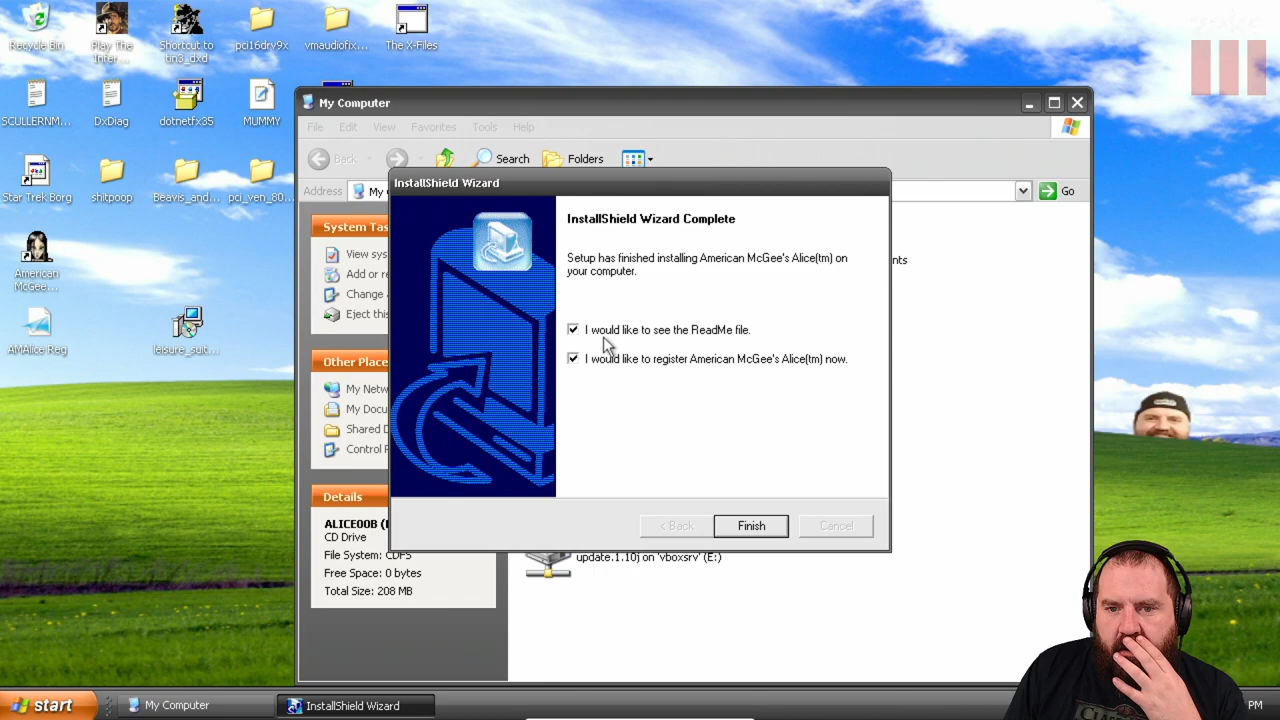 Recycle Bin
Play The Infer...
Shortcut to tin3_dxd
pci16drv9x
vmaudiofix...
The X-Files
SCULLERNM...
DxDiag
dotnetfx35
MUMMY
Star Trek Borg
shitpoop
Beavis_and...
pci_ven_80...
American McGee...
AMAlice Reg
leisure_suit...
My Computer
File Edit View Favorites Tools Help
Back Search Folders
Address My Go
System Tas
View sys
Add or re
Change
Eject this
Other Place
My Netw
My Docu
Shared D
Control P
Details
ALICE00B (
CD Drive
File System: CDFS
Free Space: 0 bytes
Total Size: 208 MB
nts
update.1.10j on 'vboxsrv' (E:)
InstallShield Wizard
InstallShield Wizard Complete
Setup has finished installing American McGee's Alice(tm) on
your computer.
I would like to see the ReadMe file.
I would like to register American McGee's Alice(tm) now.
< Back Finish Cancel
start My Computer InstallShield Wizard PM